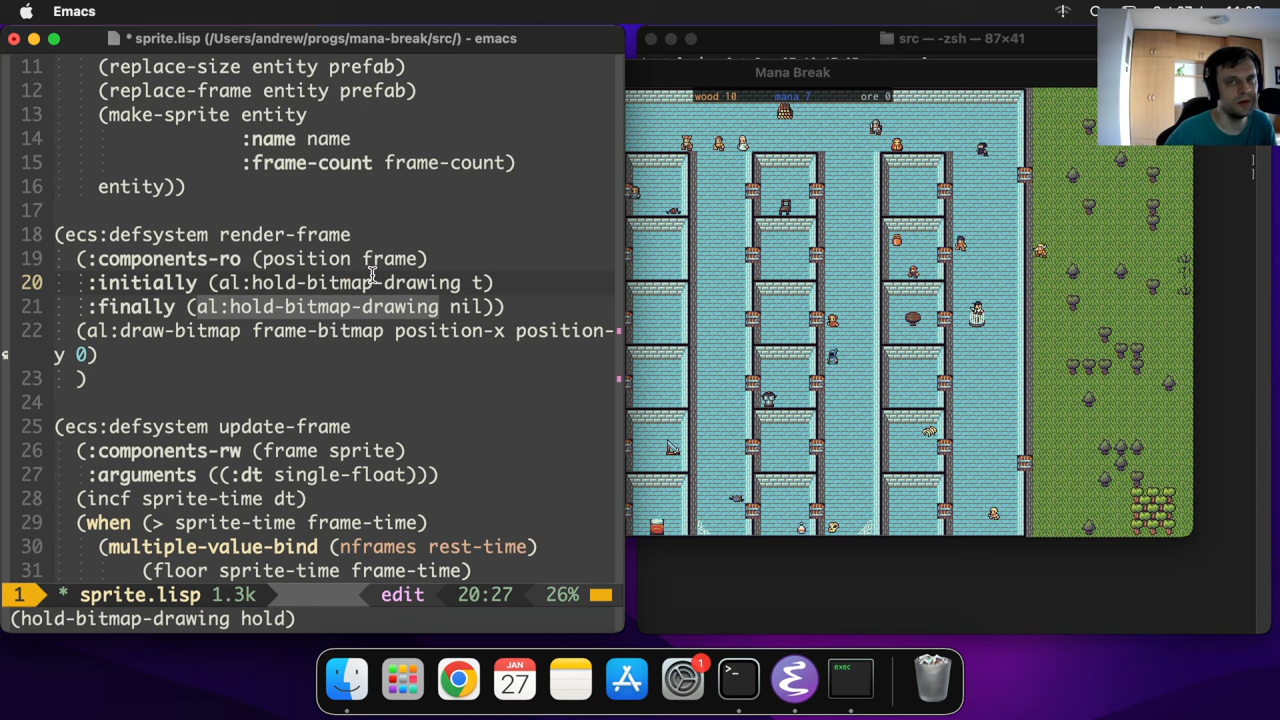 Emacs
* sprite.lisp (/Users/andrew/progs/mana-break/src/) - emacs
11 (replace-size entity prefab)
12 (replace-frame entity prefab)
13 (make-sprite entity
14 :name name
15 :frame-count frame-count)
16 entity))
17
18 (ecs:defsystem render-frame
19 (:components-ro (position frame)
20 :initially (al:hold-bitmap-drawing t)
21 :finally (al:hold-bitmap-drawing nil))
22 (al:draw-bitmap frame-bitmap position-x position-
y 0)
23 )
24
25 (ecs:defsystem update-frame
26 (:components-rw (frame sprite)
27 :arguments ((:dt single-float)))
28 (incf sprite-time dt)
29 (when (> sprite-time frame-time)
30 (multiple-value-bind (nframes rest-time)
31 (floor sprite-time frame-time)
1 * sprite.lisp 1.3k edit 20:27 26%
(hold-bitmap-drawing hold)
src — -zsh — 87×41
Mana Break
wood 10 mana 7 ore 0
]
]
JAN
27
1
>_
exec